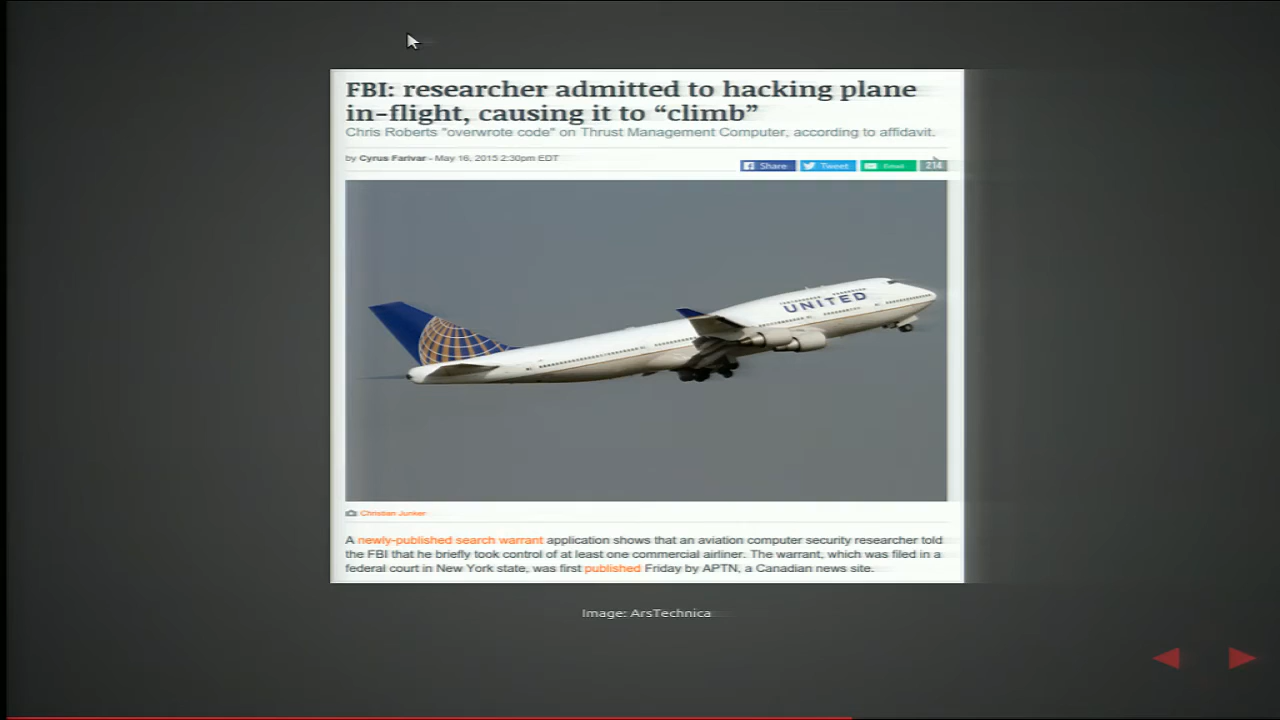 FBI: researcher admitted to hacking plane
in-flight, causing it to “climb”
Chris Roberts "overwrote code" on Thrust Management Computer, according to affidavit.
by Cyrus Farivar - May 16, 2015 2:30pm EDT
Share Tweet Email 214
UNITED
Christian Junker
A newly-published search warrant application shows that an aviation computer security researcher told
the FBI that he briefly took control of at least one commercial airliner. The warrant, which was filed in a
federal court in New York state, was first published Friday by APTN, a Canadian news site.
Image: ArsTechnica